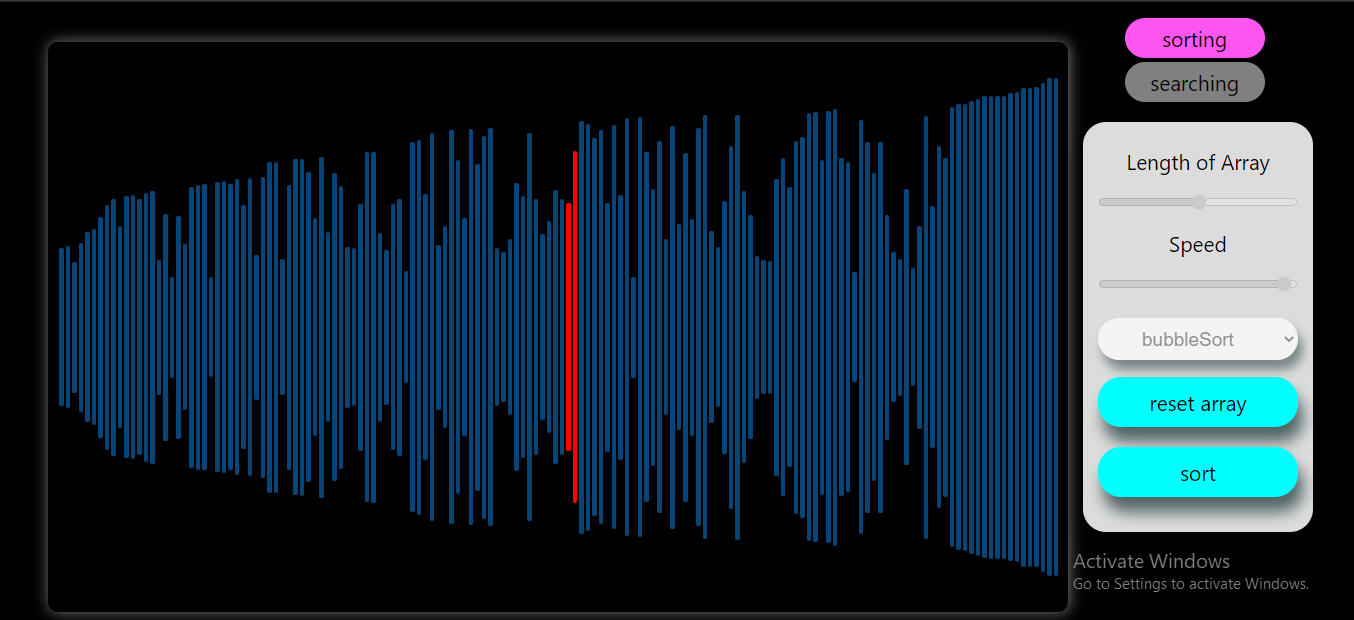 sorting
searching
Length of Array
Speed
bubbleSort
reset array
sort
Activate Windows
Go to Settings to activate Windows.